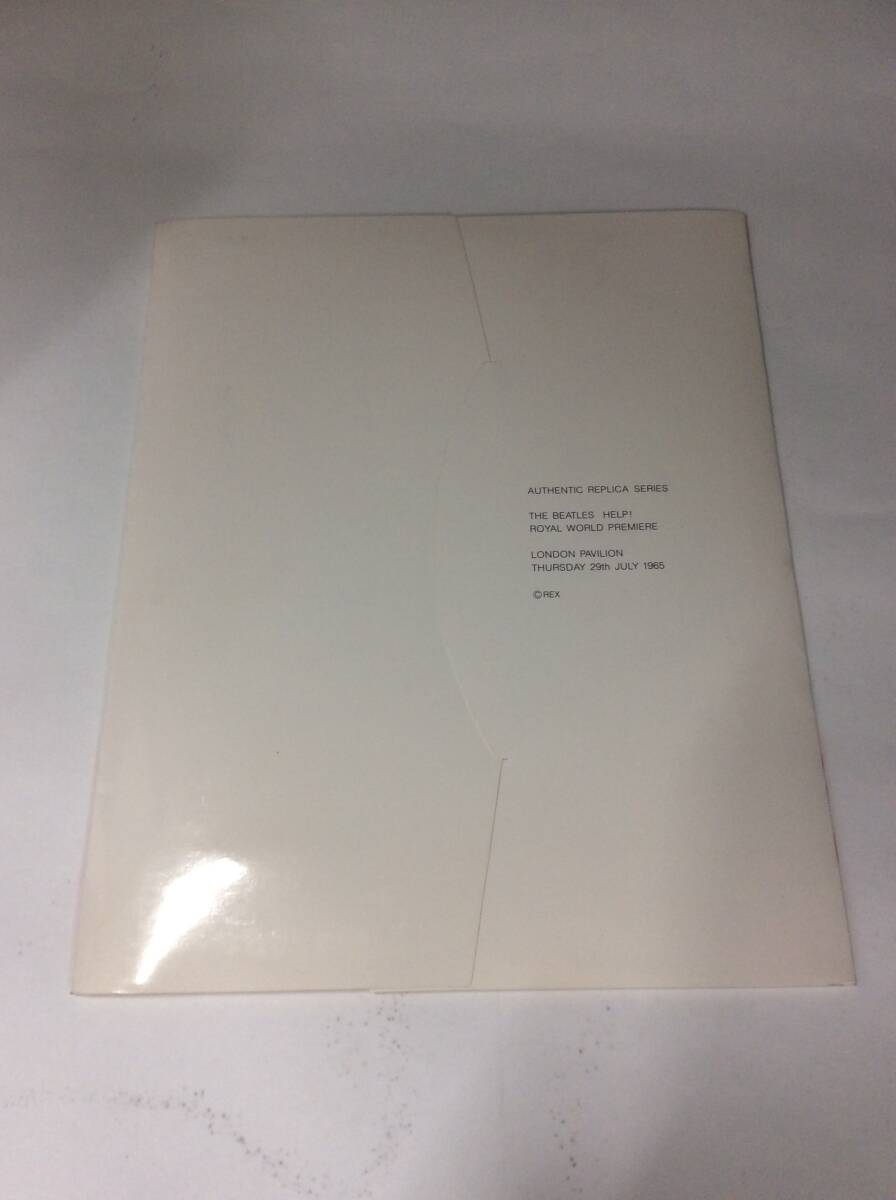 AUTHENTIC REPLICA SERIES
THE BEATLES HELP!
ROYAL WORLD PREMIERE
LONDON PAVILION
THURSDAY 29th JULY 1965
©REX